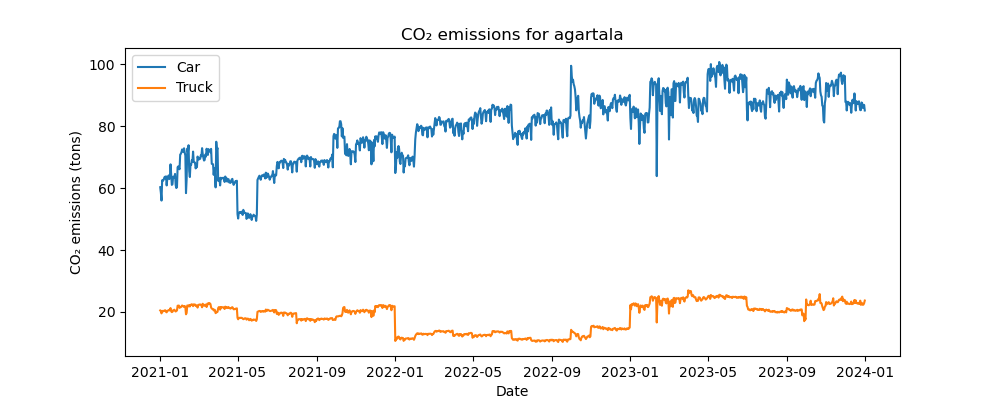 CO₂ emissions for agartala
Car
Truck
CO₂ emissions (tons)
100
80
60
40
20
2021-01 2021-05 2021-09 2022-01 2022-05 2022-09 2023-01 2023-05 2023-09 2024-01
Date